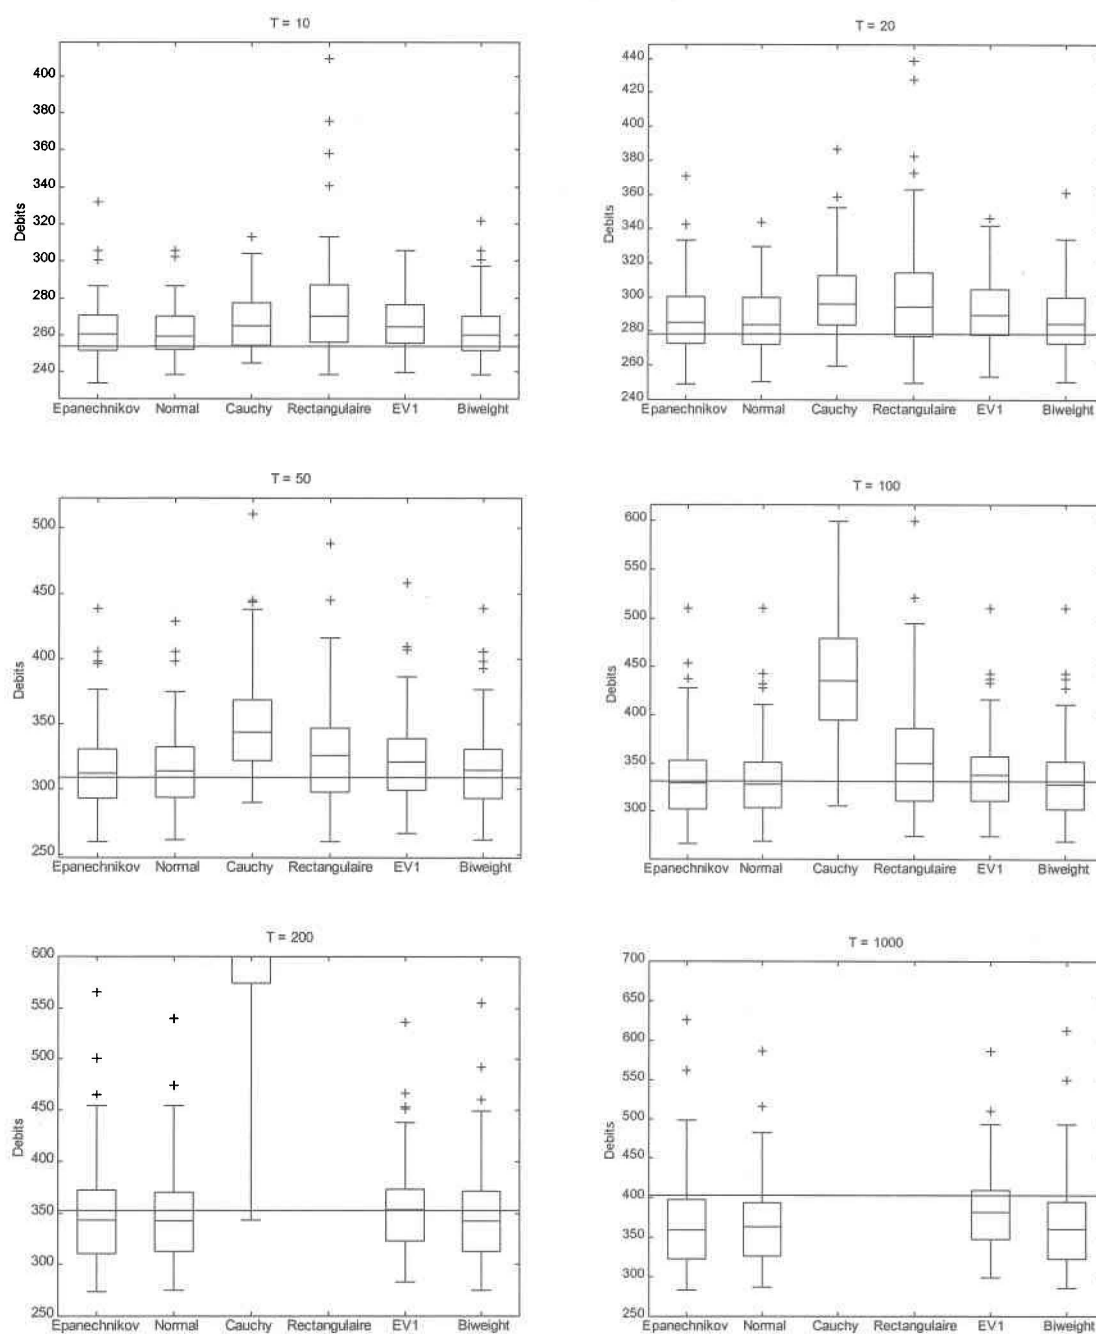 T = 10
400
380
360
340
320
300
280
260
240
Debits
Epanechnikov Normal Cauchy Rectangulaire EV1 Biweight
T = 20
440
420
400
380
360
340
320
300
280
260
240
Debits
Epanechnikov Normal Cauchy Rectangulaire EV1 Biweight
T = 50
500
450
400
350
300
250
Debits
Epanechnikov Normal Cauchy Rectangulaire EV1 Biweight
T = 100
600
550
500
450
400
350
300
Debits
Epanechnikov Normal Cauchy Rectangulaire EV1 Biweight
T = 200
600
550
500
450
400
350
300
250
Debits
Epanechnikov Normal Cauchy Rectangulaire EV1 Biweight
T = 1000
700
650
600
550
500
450
400
350
300
250
Debits
Epanechnikov Normal Cauchy Rectangulaire EV1 Biweight